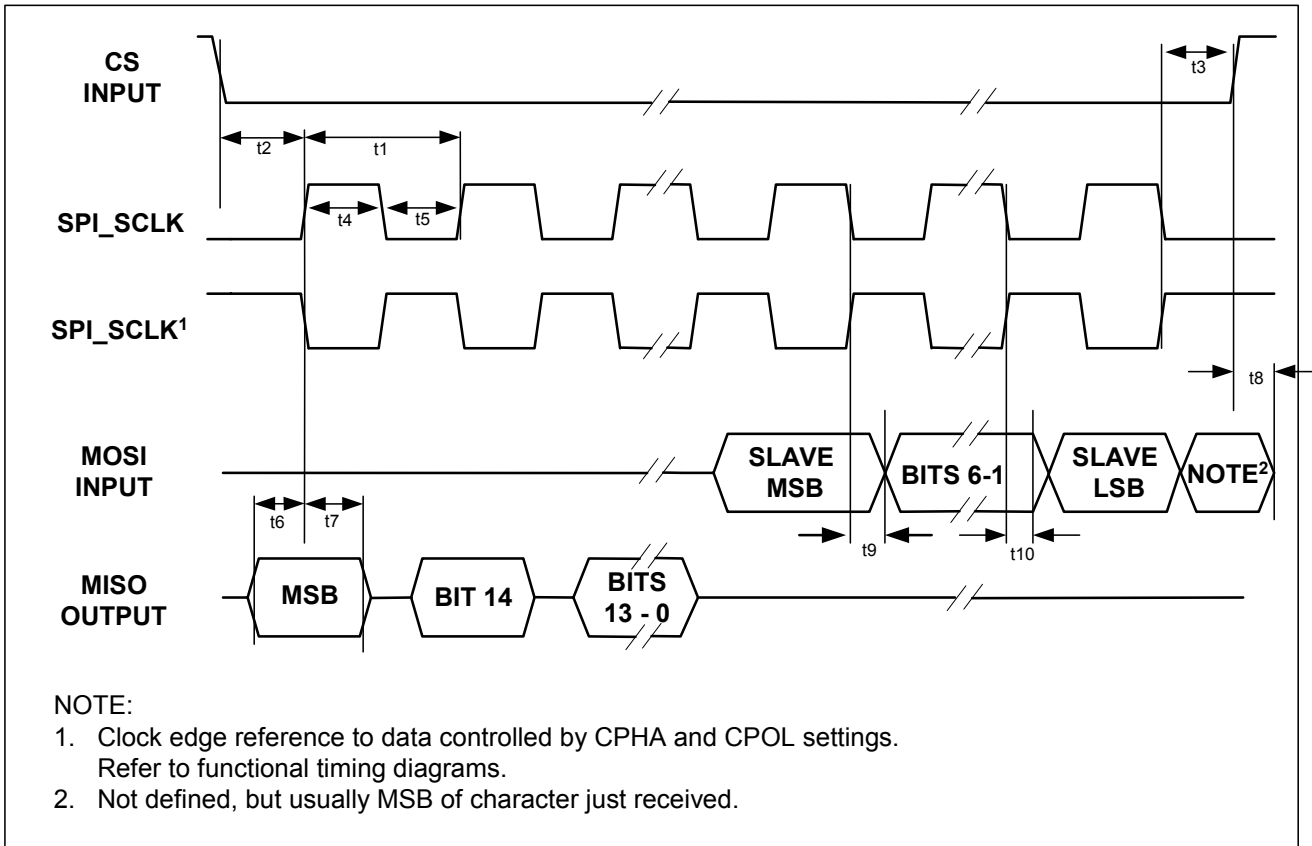 CS
INPUT
t3
t2
t1
SPI_SCLK
t4
t5
SPI_SCLK¹
t8
MOSI
INPUT
SLAVE
MSB
BITS 6-1
SLAVE
LSB
NOTE²
t6
t7
t9
t10
MISO
OUTPUT
MSB
BIT 14
BITS
13 - 0
NOTE:
1. Clock edge reference to data controlled by CPHA and CPOL settings.
Refer to functional timing diagrams.
2. Not defined, but usually MSB of character just received.